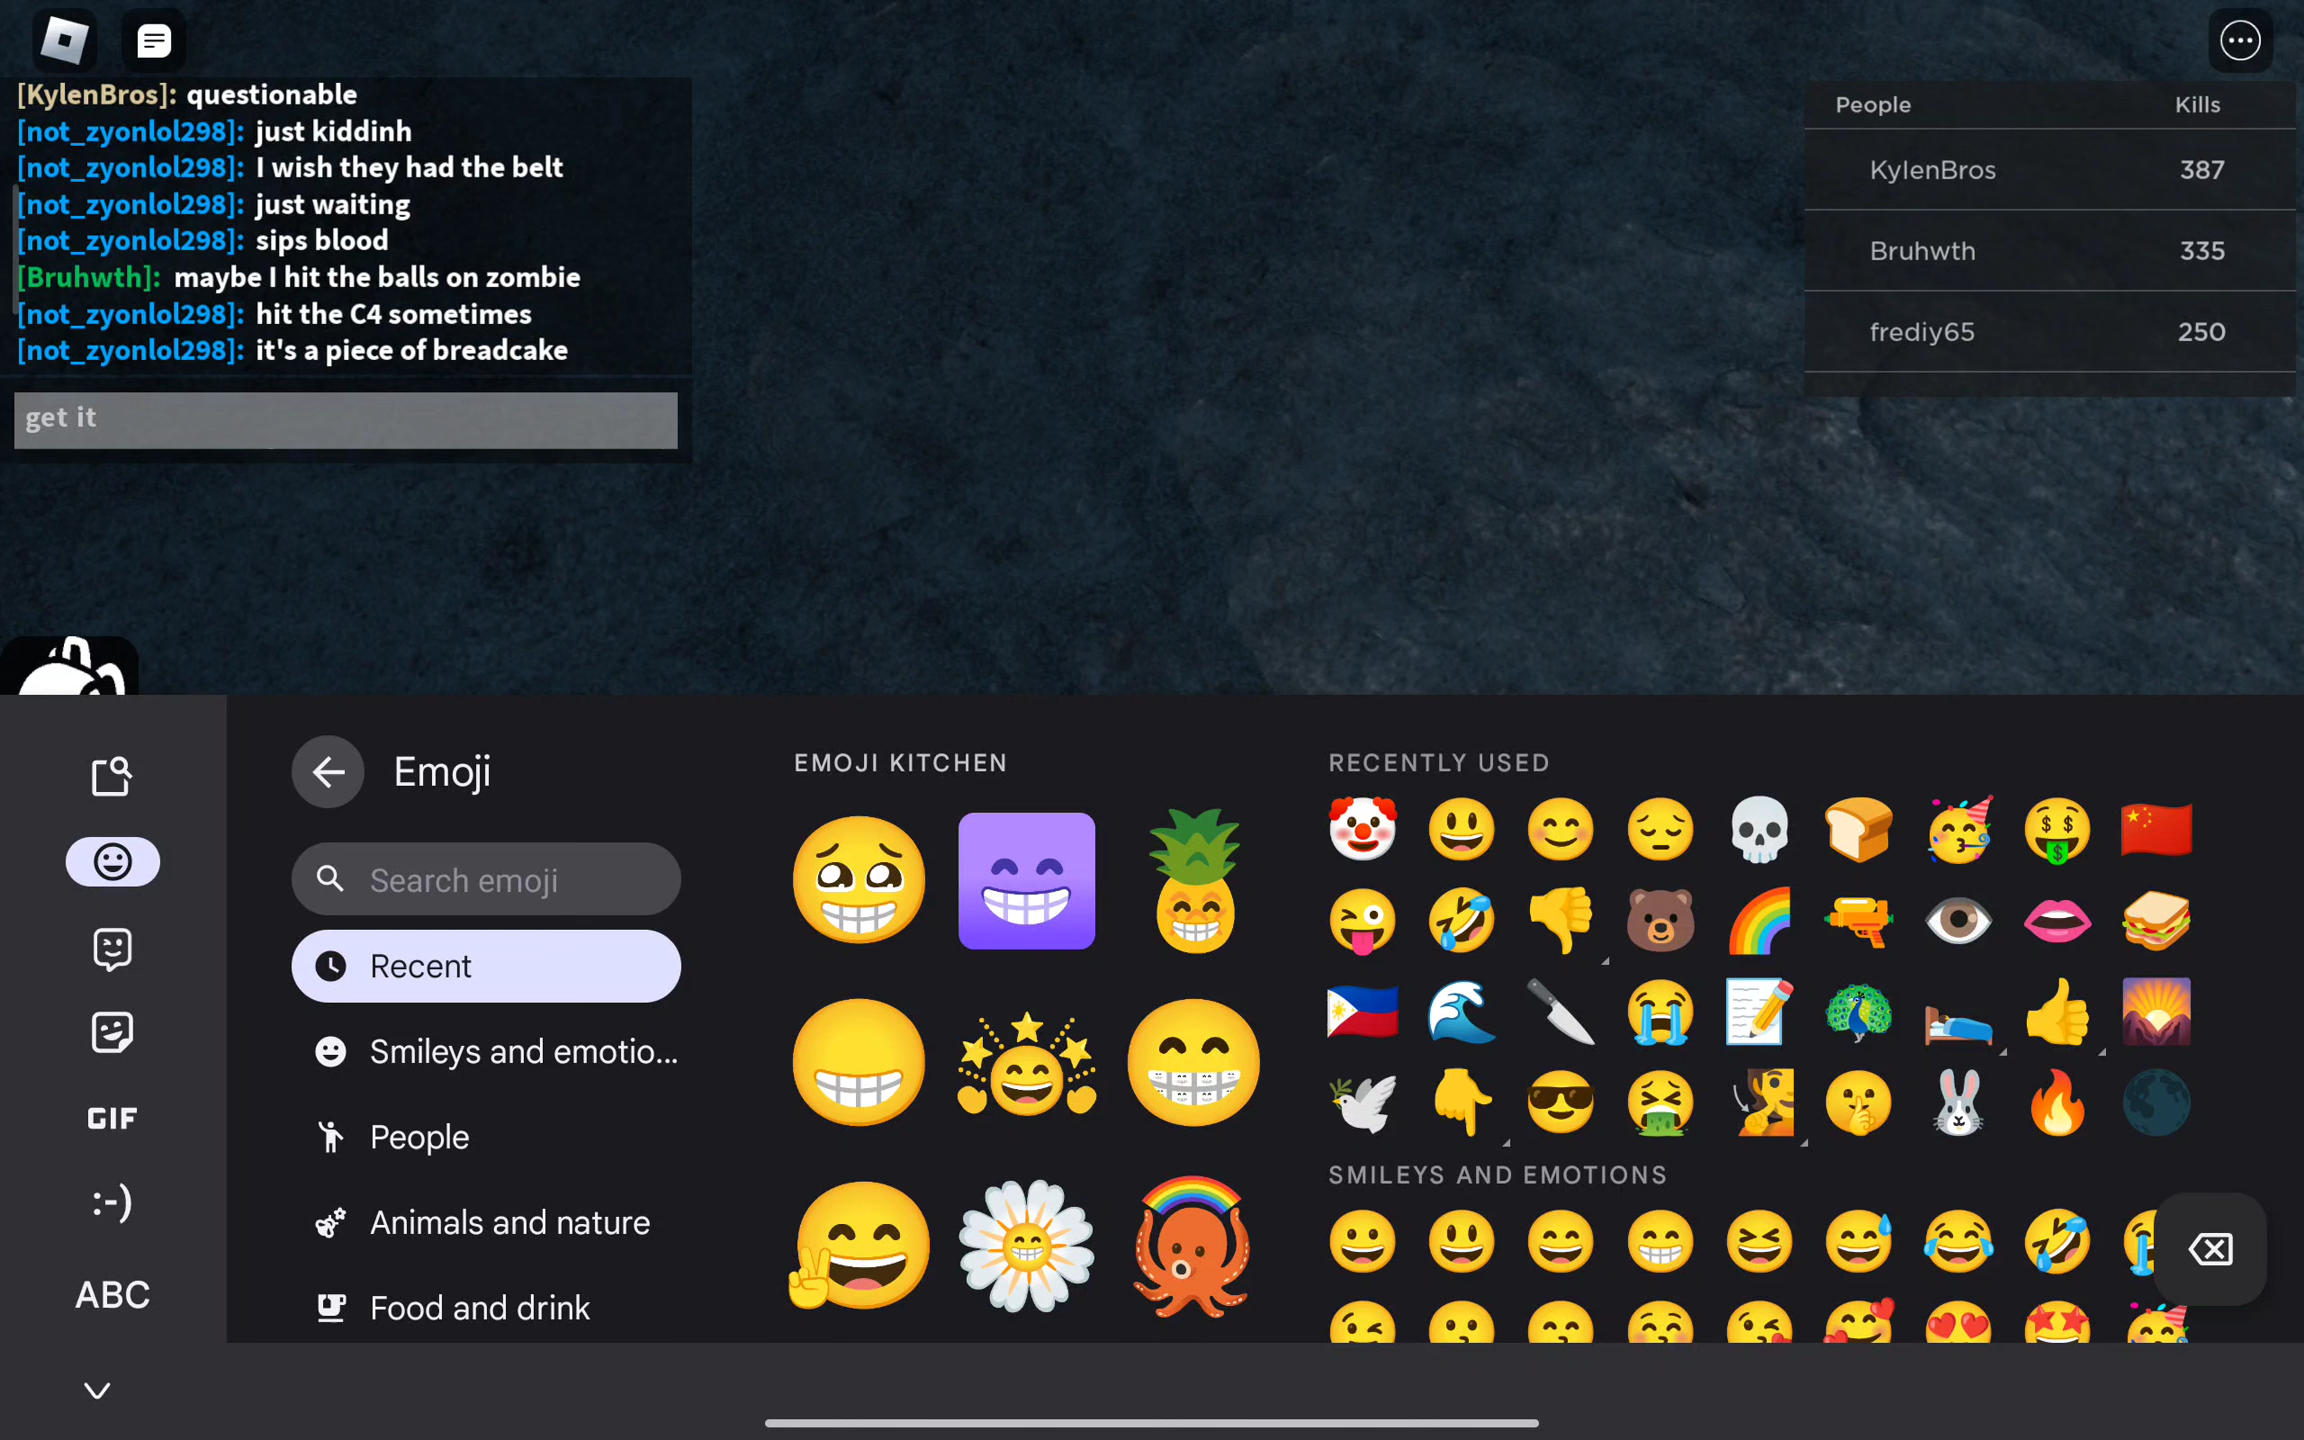 [KylenBros]: questionable
[not_zyonlol298]: just kiddinh
[not_zyonlol298]: I wish they had the belt
[not_zyonlol298]: just waiting
[not_zyonlol298]: sips blood
[Bruhwth]: maybe I hit the balls on zombie
[not_zyonlol298]: hit the C4 sometimes
[not_zyonlol298]: it's a piece of breadcake
get it
People Kills
KylenBros 387
Bruhwth 335
frediy65 250
Emoji
Search emoji
Recent
Smileys and emotio...
People
Animals and nature
Food and drink
GIF
:-)
ABC
EMOJI KITCHEN
RECENTLY USED
SMILEYS AND EMOTIONS